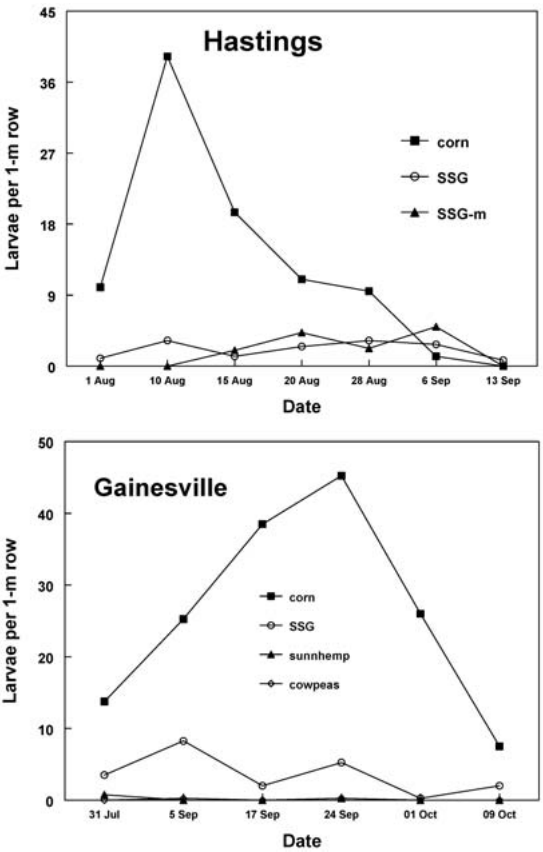 Hastings
45
36
27
18
9
0
Larvae per 1-m row
corn
SSG
SSG-m
1 Aug 10 Aug 15 Aug 20 Aug 28 Aug 6 Sep 13 Sep
Date
Gainesville
50
40
30
20
10
0
Larvae per 1-m row
corn
SSG
sunnhemp
cowpeas
31 Jul 5 Sep 17 Sep 24 Sep 01 Oct 09 Oct
Date